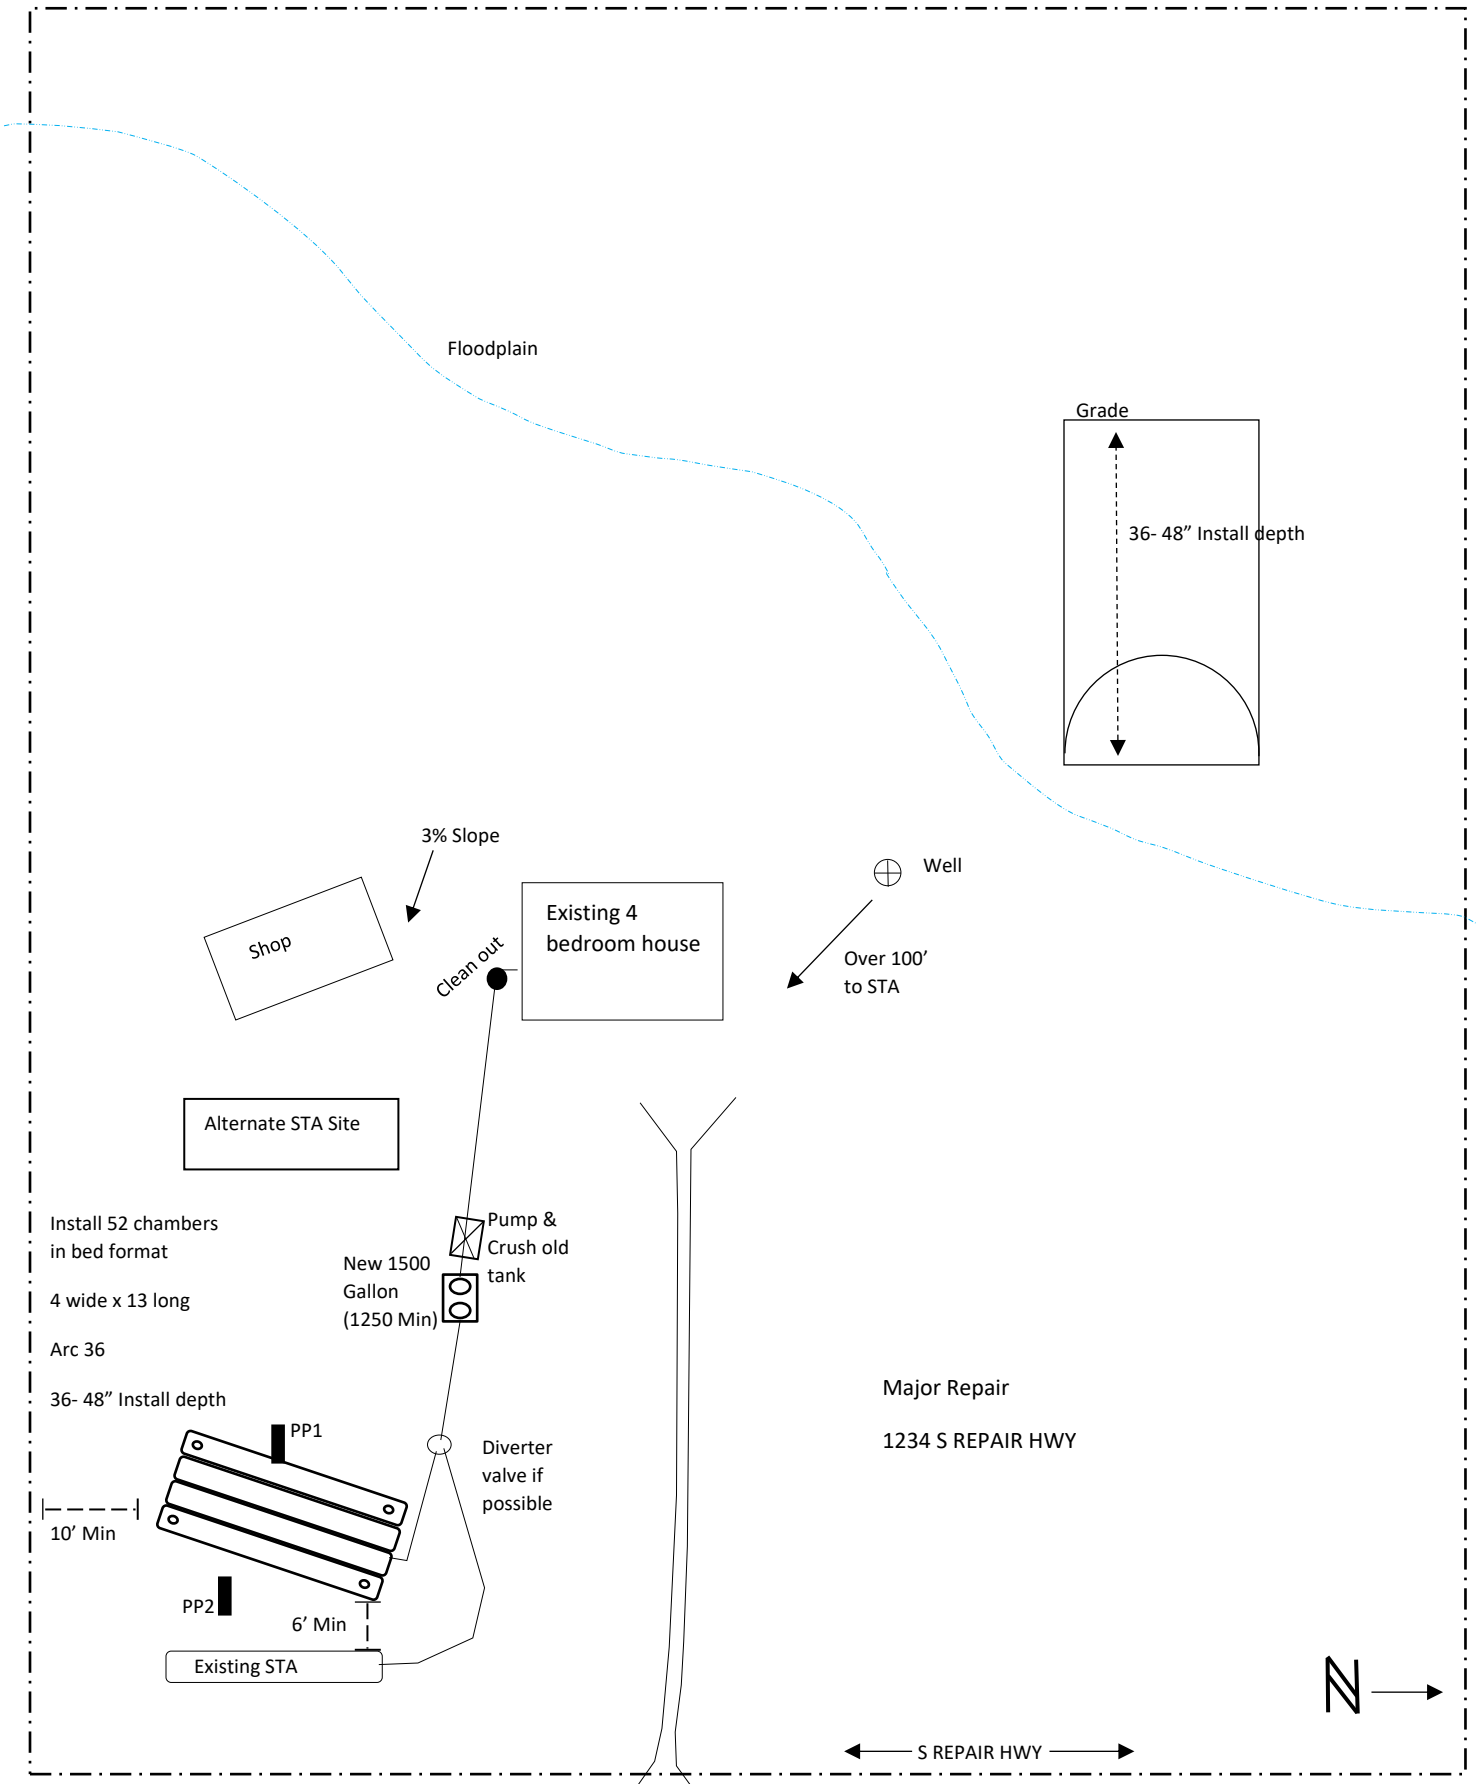 Floodplain
Grade
36- 48” Install depth
3% Slope
Well
Shop
Clean out
Existing 4
bedroom house
Over 100’
to STA
Alternate STA Site
Install 52 chambers
in bed format
4 wide x 13 long
Arc 36
36- 48” Install depth
Pump &
Crush old
tank
New 1500
Gallon
(1250 Min)
PP1
Diverter
valve if
possible
10’ Min
PP2
6’ Min
Existing STA
Major Repair
1234 S REPAIR HWY
N
S REPAIR HWY